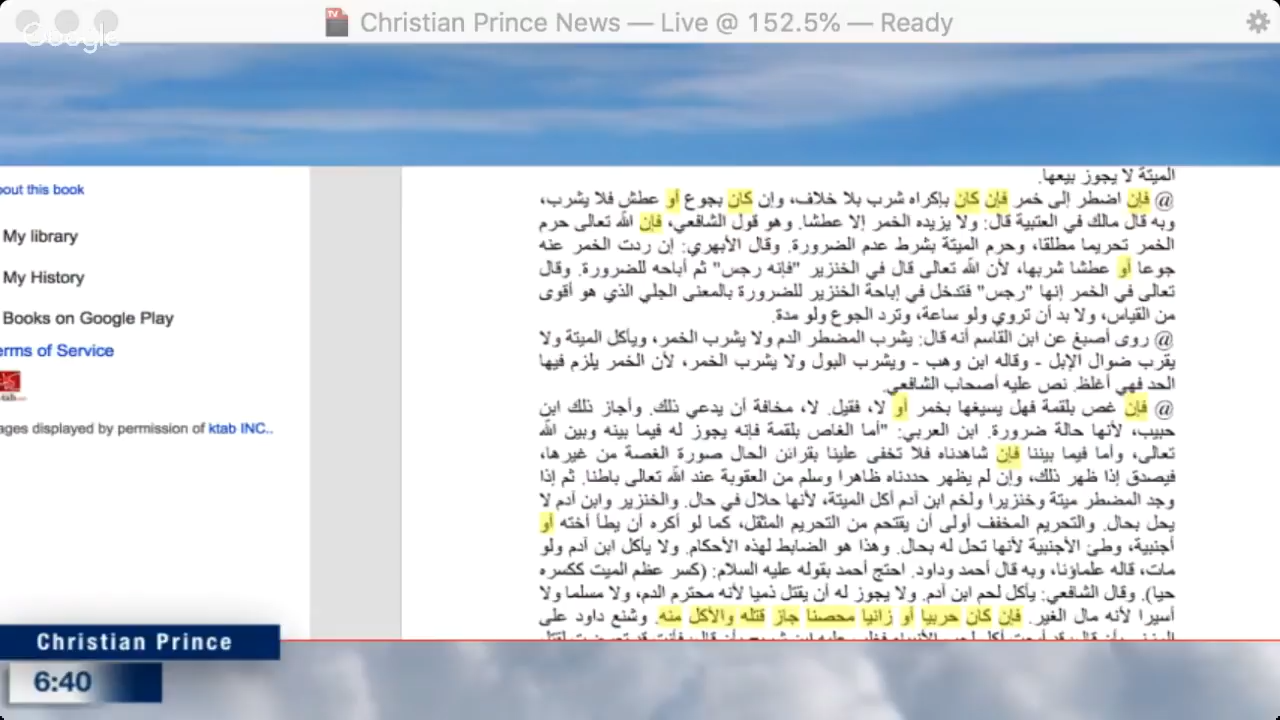 Christian Prince News — Live @ 152.5% — Ready
Google
TV
bout this book
My library
My History
Books on Google Play
erms of Service
ages displayed by permission of ktab INC..
الميتة لا يجوز بيعها.
@ فإن اضطر إلى خمر فإن كان بإكراه شرب بلا خلاف، وإن كان بجوع أو عطش فلا يشرب،
وبه قال مالك في العتبية قال: ولا يزيده الخمر إلا عطشا. وهو قول الشافعي، فإن الله تعالى حرم
الخمر تحريما مطلقا، وحرم الميتة بشرط عدم الضرورة. وقال الأبهري: إن ردت الخمر عنه
جوعا أو عطشا شربها، لأن الله تعالى قال في الخنزير "فإنه رجس" ثم أباحه للضرورة. وقال
تعالى في الخمر إنها "رجس" فتدخل في إباحة الخنزير للضرورة بالمعنى الجلي الذي هو أقوى
من القياس، ولا بد أن تروي ولو ساعة، وترد الجوع ولو مدة.
@ روى أصبغ عن ابن القاسم أنه قال: يشرب المضطر الدم ولا يشرب الخمر، ويأكل الميتة ولا
يقرب ضوال الإبل - وقاله ابن وهب - ويشرب البول ولا يشرب الخمر، لأن الخمر يلزم فيها
الحد فهي أغلظ. نص عليه أصحاب الشافعي.
@ فإن غص بلقمة فهل يسيغها بخمر أو لا، فقيل. لا، مخافة أن يدعي ذلك. وأجاز ذلك ابن
حبيب، لأنها حالة ضرورة. ابن العربي: "أما الغاص بلقمة فإنه يجوز له فيما بينه وبين الله
تعالى، وأما فيما بيننا فإن شاهدناه فلا تخفى علينا بقرائن الحال صورة الغصة من غيرها،
فيصدق إذا ظهر ذلك، وإن لم يظهر حددناه ظاهرا وسلم من العقوبة عند الله تعالى باطنا. ثم إذا
وجد المضطر ميتة وخنزيرا ولحم ابن آدم أكل الميتة، لأنها حلال في حال. والخنزير وابن آدم لا
يحل بحال. والتحريم المخفف أولى أن يقتحم من التحريم المثقل، كما لو أكره أن يطأ أخته أو
أجنبية، وطئ الأجنبية لأنها تحل له بحال. وهذا هو الضابط لهذه الأحكام. ولا يأكل ابن آدم ولو
مات، قاله علماؤنا، وبه قال أحمد وداود. احتج أحمد بقوله عليه السلام: (كسر عظم الميت ككسره
حيا). وقال الشافعي: يأكل لحم ابن آدم. ولا يجوز له أن يقتل ذميا لأنه محترم الدم، ولا مسلما ولا
أسيرا لأنه مال الغير. فإن كان حربيا أو زانيا محصنا جاز قتله والأكل منه. وشنع داود على
Christian Prince
6:40